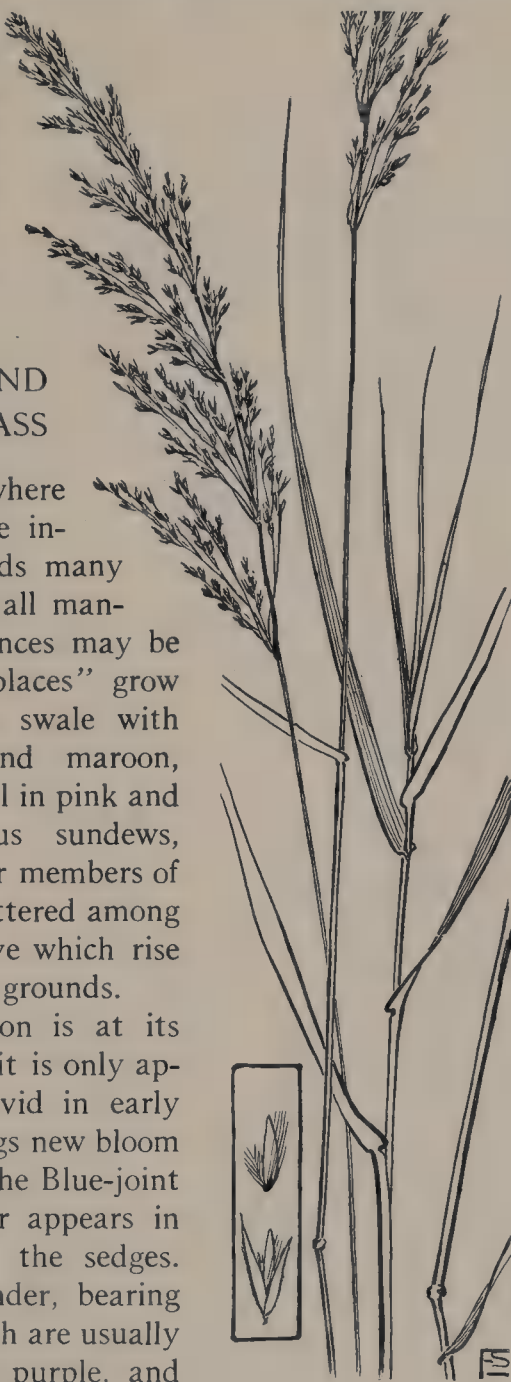 ND
ASS
where
e in-
ds many
all man-
nces may be
places” grow
swale with
nd maroon,
l in pink and
us sundews,
r members of
ttered among
ve which rise
grounds.
on is at its
it is only ap-
vid in early
gs new bloom
he Blue-joint
r appears in
the sedges.
nder, bearing
h are usually
purple, and
FS